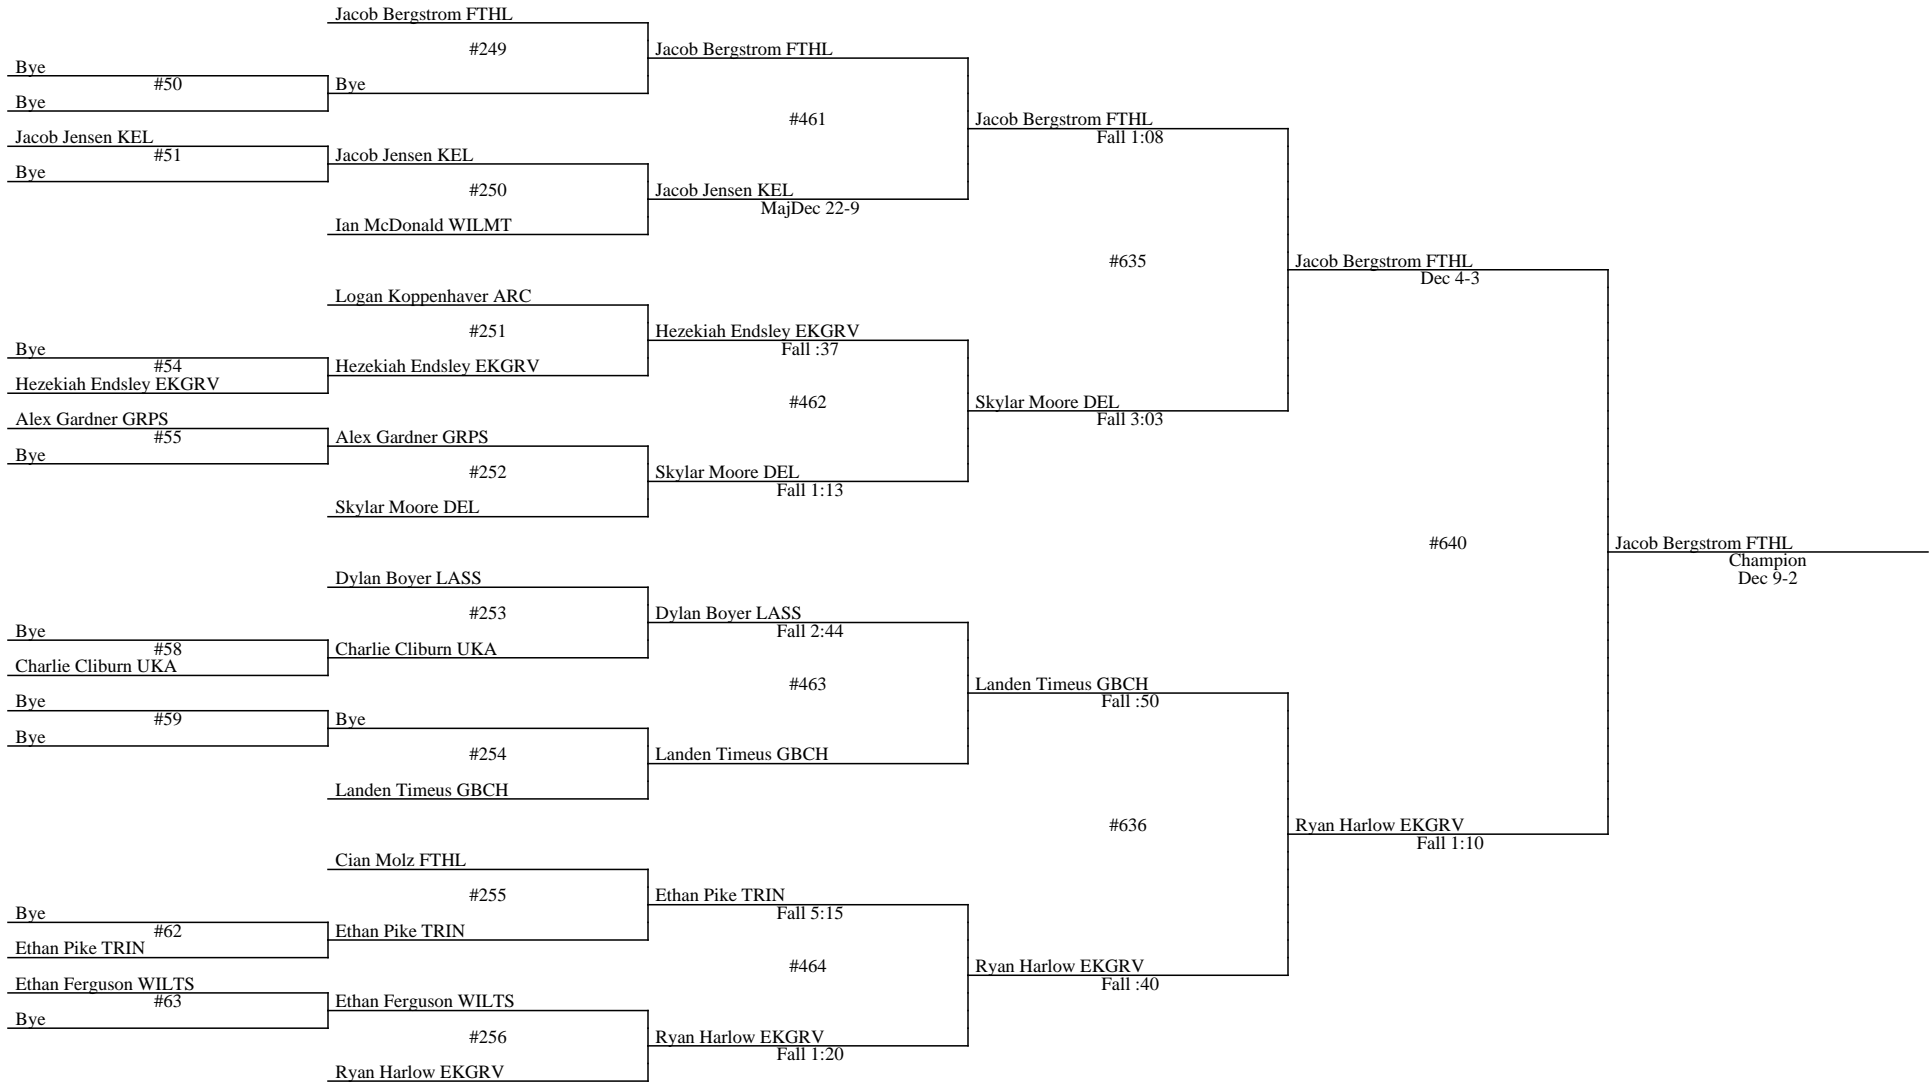 Jacob Bergstrom FTHL
#249
Jacob Bergstrom FTHL
Bye
#50
Bye
Bye
#461
Jacob Bergstrom FTHL
Fall 1:08
Jacob Jensen KEL
#51
Jacob Jensen KEL
Bye
#250
Jacob Jensen KEL
MajDec 22-9
Ian McDonald WILMT
#635
Jacob Bergstrom FTHL
Dec 4-3
Logan Koppenhaver ARC
#251
Hezekiah Endsley EKGRV
Fall :37
Bye
#54
Hezekiah Endsley EKGRV
Hezekiah Endsley EKGRV
#462
Skylar Moore DEL
Fall 3:03
Alex Gardner GRPS
#55
Alex Gardner GRPS
Bye
#252
Skylar Moore DEL
Fall 1:13
Skylar Moore DEL
#640
Jacob Bergstrom FTHL
Champion
Dec 9-2
Dylan Boyer LASS
#253
Dylan Boyer LASS
Fall 2:44
Bye
#58
Charlie Cliburn UKA
Charlie Cliburn UKA
#463
Landen Timeus GBCH
Fall :50
Bye
#59
Bye
Bye
#254
Landen Timeus GBCH
Landen Timeus GBCH
#636
Ryan Harlow EKGRV
Fall 1:10
Cian Molz FTHL
#255
Ethan Pike TRIN
Fall 5:15
Bye
#62
Ethan Pike TRIN
Ethan Pike TRIN
#464
Ryan Harlow EKGRV
Fall :40
Ethan Ferguson WILTS
#63
Ethan Ferguson WILTS
Bye
#256
Ryan Harlow EKGRV
Fall 1:20
Ryan Harlow EKGRV